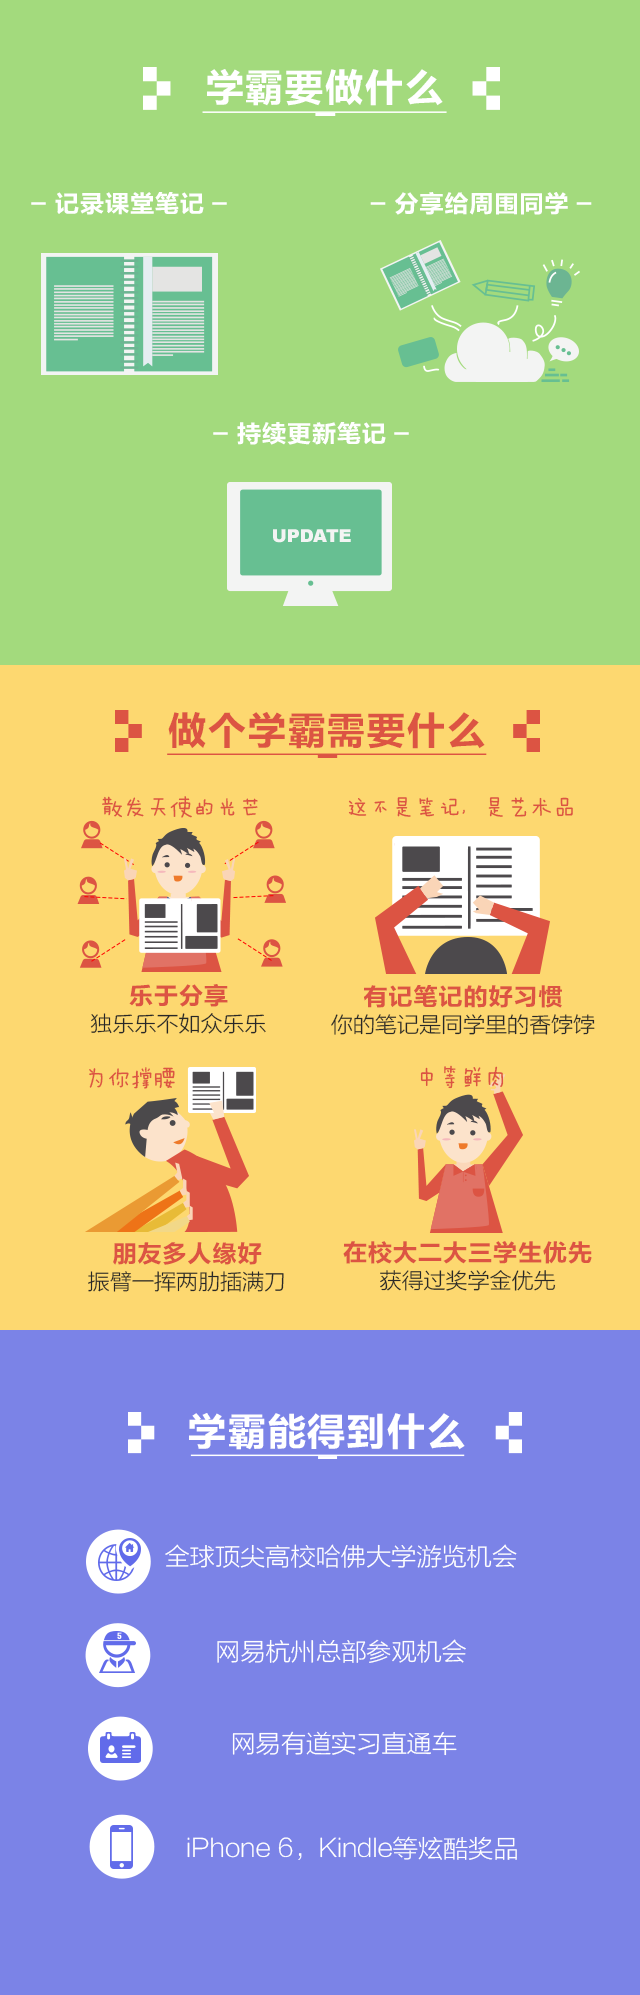 学霸要做什么
– 记录课堂笔记 –
– 分享给周围同学 –
– 持续更新笔记 –
UPDATE
做个学霸需要什么
散发天使的光芒
这不是笔记，是艺术品
乐于分享
独乐乐不如众乐乐
有记笔记的好习惯
你的笔记是同学里的香饽饽
为你撑腰
中等鲜肉
朋友多人缘好
振臂一挥两肋插满刀
在校大二大三学生优先
获得过奖学金优先
学霸能得到什么
全球顶尖高校哈佛大学游览机会
5
网易杭州总部参观机会
网易有道实习直通车
iPhone 6，Kindle等炫酷奖品